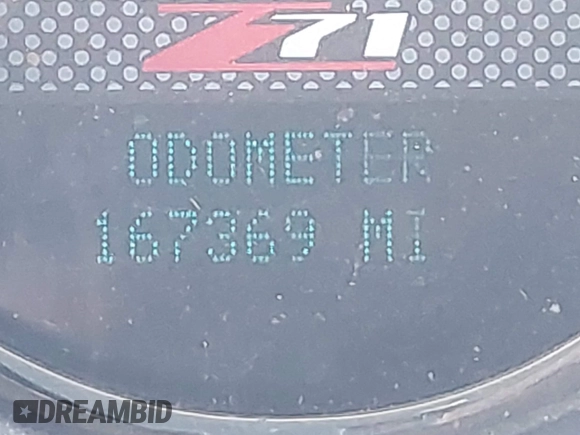 Z71
ODOMETER
167369 MI
DREAMBID